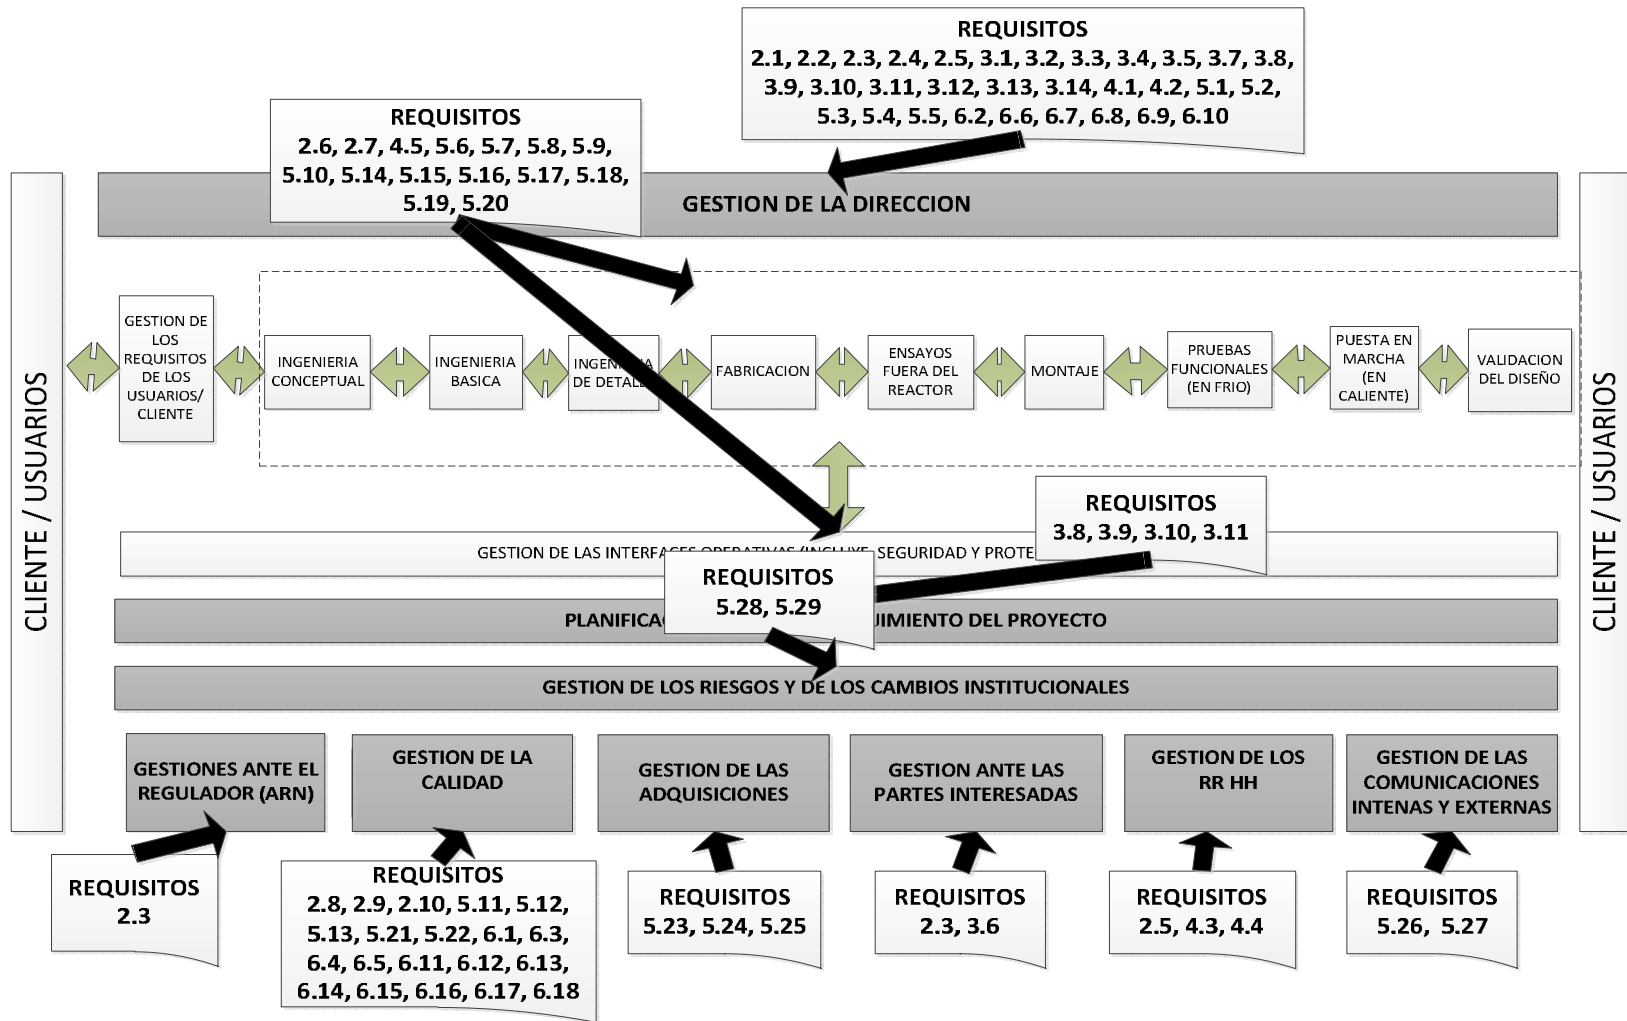 REQUISITOS
2.1, 2.2, 2.3, 2.4, 2.5, 3.1, 3.2, 3.3, 3.4, 3.5, 3.7, 3.8,
3.9, 3.10, 3.11, 3.12, 3.13, 3.14, 4.1, 4.2, 5.1, 5.2,
5.3, 5.4, 5.5, 6.2, 6.6, 6.7, 6.8, 6.9, 6.10
REQUISITOS
2.6, 2.7, 4.5, 5.6, 5.7, 5.8, 5.9,
5.10, 5.14, 5.15, 5.16, 5.17, 5.18,
5.19, 5.20
GESTION DE LA DIRECCION
CLIENTE / USUARIOS
GESTION DE
LOS
REQUISITOS
DE LOS
USUARIOS/
CLIENTE
INGENIERIA
CONCEPTUAL
INGENIERIA
BASICA
DE DETALLE
FABRICACION
ENSAYOS
FUERA DEL
REACTOR
MONTAJE
PRUEBAS
FUNCIONALES
(EN FRIO)
PUESTA EN
MARCHA
(EN
CALIENTE)
VALIDACION
DEL DISEÑO
CLIENTE / USUARIOS
REQUISITOS
3.8, 3.9, 3.10, 3.11
GESTION DE LAS INTERFACES OPERATIVAS (INCLUYE SEGURIDAD Y
REQUISITOS
5.28, 5.29
DEL PROYECTO
GESTION DE LOS RIESGOS Y DE LOS CAMBIOS INSTITUCIONALES
GESTIONES ANTE EL
REGULADOR (ARN)
GESTION DE LA
CALIDAD
GESTION DE LAS
ADQUISICIONES
GESTION ANTE LAS
PARTES INTERESADAS
GESTION DE LOS
RR HH
GESTION DE LAS
COMUNICACIONES
INTENAS Y EXTERNAS
REQUISITOS
2.3
REQUISITOS
2.8, 2.9, 2.10, 5.11, 5.12,
5.13, 5.21, 5.22, 6.1, 6.3,
6.4, 6.5, 6.11, 6.12, 6.13,
6.14, 6.15, 6.16, 6.17, 6.18
REQUISITOS
5.23, 5.24, 5.25
REQUISITOS
2.3, 3.6
REQUISITOS
2.5, 4.3, 4.4
REQUISITOS
5.26, 5.27